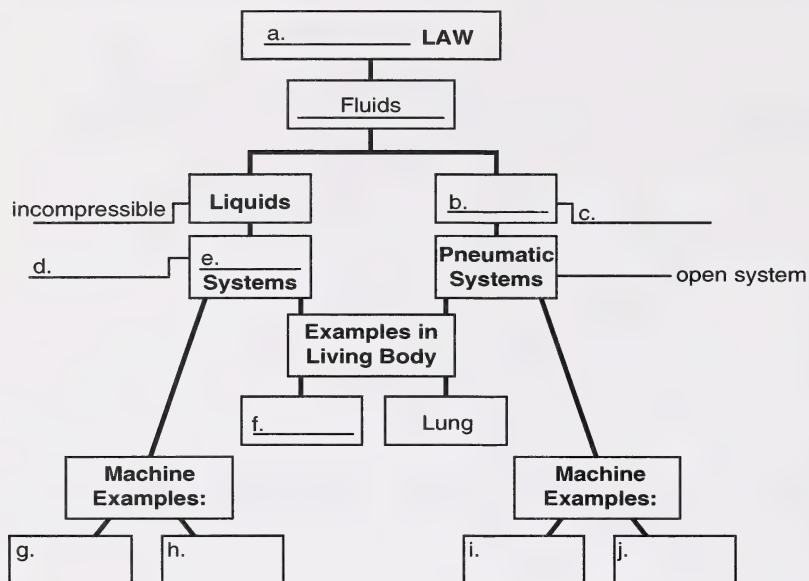 a. LAW
Fluids
incompressible
Liquids
b.
c.
d.
e.
Systems
Pneumatic
Systems
open system
Examples in
Living Body
f.
Lung
Machine
Examples:
Machine
Examples:
g.
h.
i.
j.